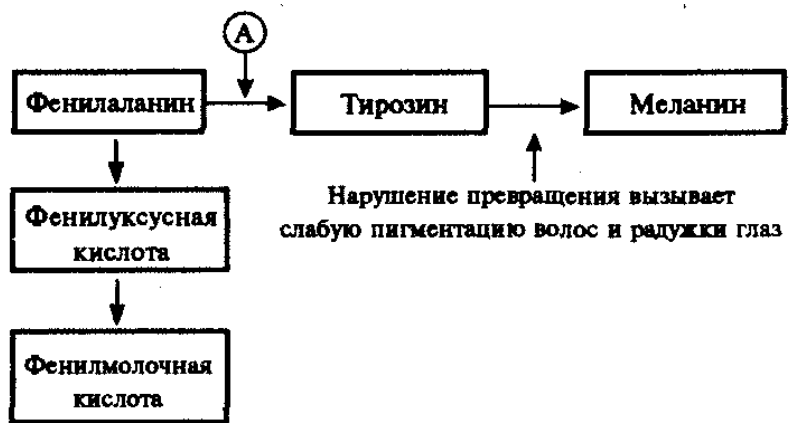 А
Фенилаланин
Тирозин
Меланин
Нарушение превращения вызывает
слабую пигментацию волос и радужки глаз
Фенилуксусная
кислота
Фенилмолочная
кислота